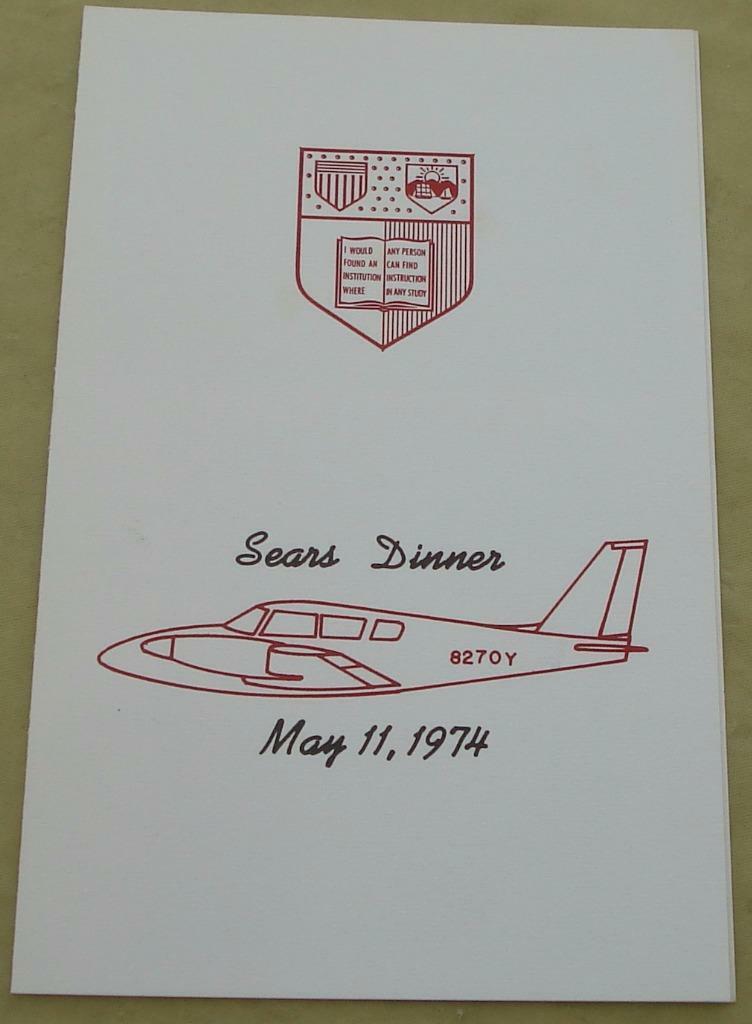 I WOULD
FOUND AN
INSTITUTION
WHERE
ANY PERSON
CAN FIND
INSTRUCTION
IN ANY STUDY
Sears Dinner
8270Y
May 11, 1974